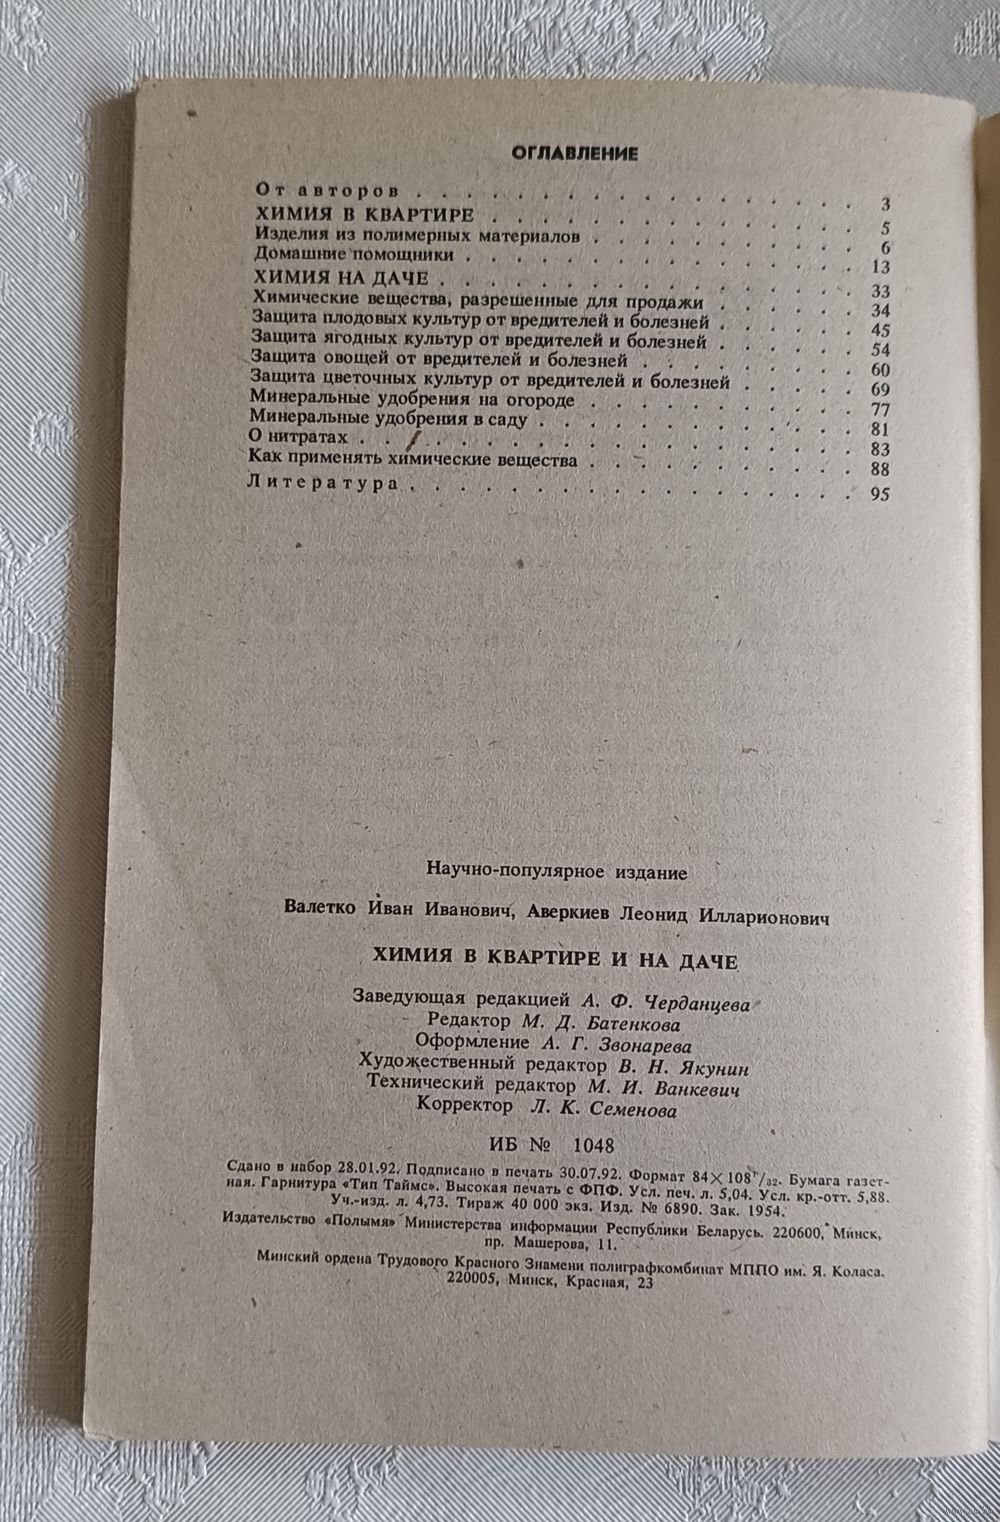 ОГЛАВЛЕНИЕ
От авторов . . . . . . . . . . . . . . . . 3
ХИМИЯ В КВАРТИРЕ . . . . . . . . . . . . 5
Изделия из полимерных материалов . . . . . . . . 6
Домашние помощники . . . . . . . . . . . . 13
ХИМИЯ НА ДАЧЕ . . . . . . . . . . . . . 33
Химические вещества, разрешенные для продажи . . . . . 34
Защита плодовых культур от вредителей и болезней . . . . . 45
Защита ягодных культур от вредителей и болезней . . . . . 54
Защита овощей от вредителей и болезней . . . . . . . 60
Защита цветочных культур от вредителей и болезней . . . . 69
Минеральные удобрения на огороде . . . . . . . . 77
Минеральные удобрения в саду . . . . . . . . . . 81
О нитратах . . . . . . . . . . . . . . . 83
Как применять химические вещества . . . . . . . . 88
Литература . . . . . . . . . . . . . . 95
Научно-популярное издание
Валетко Иван Иванович, Аверкиев Леонид Илларионович
ХИМИЯ В КВАРТИРЕ И НА ДАЧЕ
Заведующая редакцией А. Ф. Черданцева
Редактор М. Д. Батенкова
Оформление А. Г. Звонарева
Художественный редактор В. Н. Якунин
Технический редактор М. И. Ванкевич
Корректор Л. К. Семенова
ИБ № 1048
Сдано в набор 28.01.92. Подписано в печать 30.07.92. Формат 84×108¹/₃₂. Бумага газет-
ная. Гарнитура «Тип Таймс». Высокая печать с ФПФ. Усл. печ. л. 5,04. Усл. кр.-отт. 5,88.
Уч.-изд. л. 4,73. Тираж 40 000 экз. Изд. № 6890. Зак. 1954.
Издательство «Полымя» Министерства информации Республики Беларусь. 220600, Минск,
пр. Машерова, 11.
Минский ордена Трудового Красного Знамени полиграфкомбинат МППО им. Я. Коласа.
220005, Минск, Красная, 23